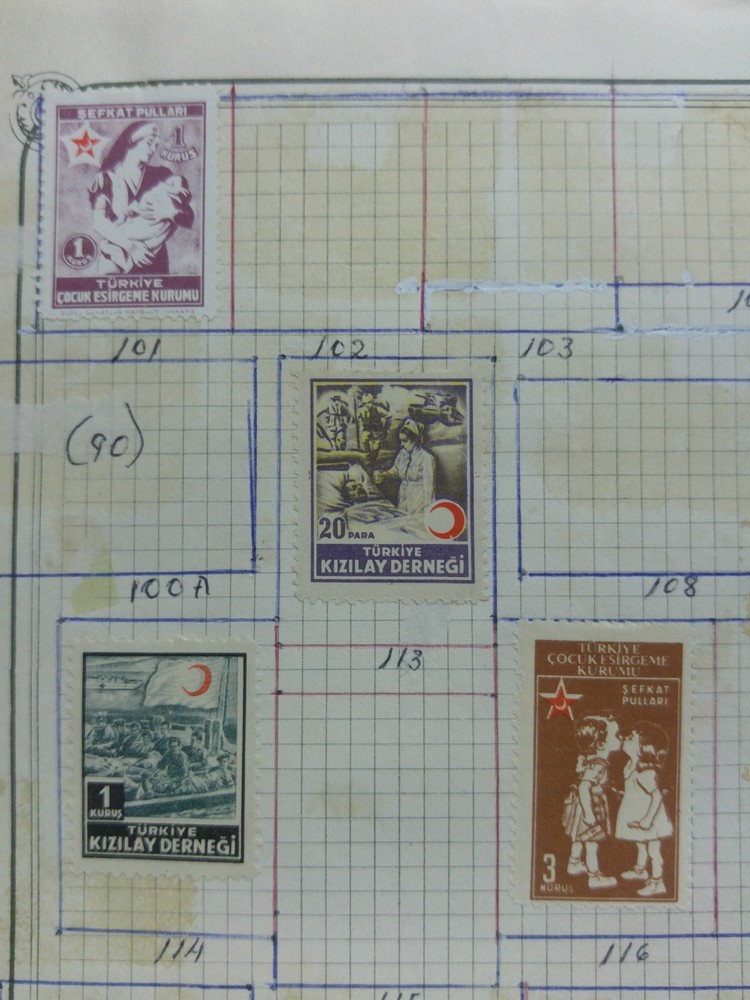 ŞEFKAT PULLARI
1
KURUŞ
1
KURUŞ
TÜRKİYE
ÇOCUK ESİRGEME KURUMU
101
102
103
(90)
20 PARA
TÜRKİYE
KIZILAY DERNEĞİ
100A
108
113
TÜRKİYE
ÇOCUK ESİRGEME
KURUMU
ŞEFKAT
PULLARI
3
KURUŞ
1
KURUŞ
TÜRKİYE
KIZILAY DERNEĞİ
114
116
115